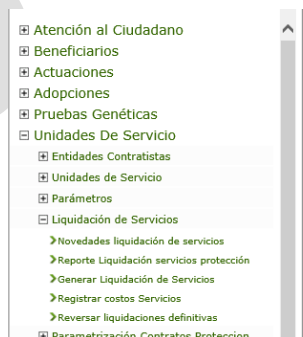 Atención al Ciudadano
Beneficiarios
Actuaciones
Adopciones
Pruebas Genéticas
Unidades De Servicio
Entidades Contratistas
Unidades de Servicio
Parámetros
Liquidación de Servicios
Novedades liquidación de servicios
Reporte Liquidación servicios protección
Generar Liquidación de Servicios
Registrar costos Servicios
Reversar liquidaciones definitivas
Parametrización Contratos Proteccion